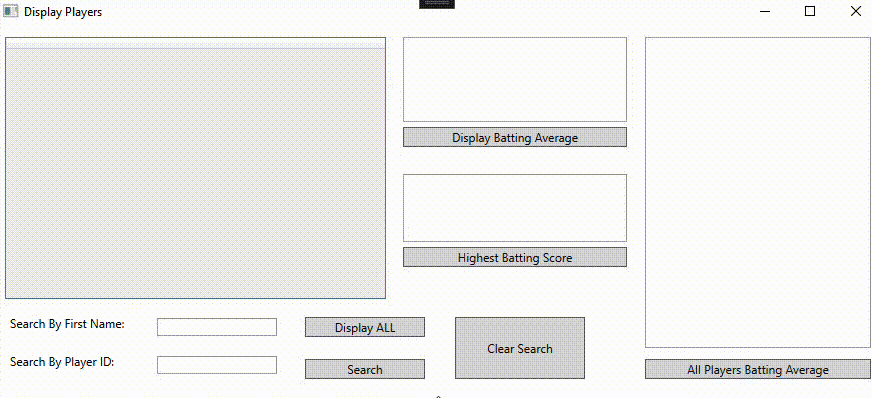 Display Players
Display Batting Average
Highest Batting Score
Search By First Name:
Display ALL
Clear Search
Search By Player ID:
Search
All Players Batting Average